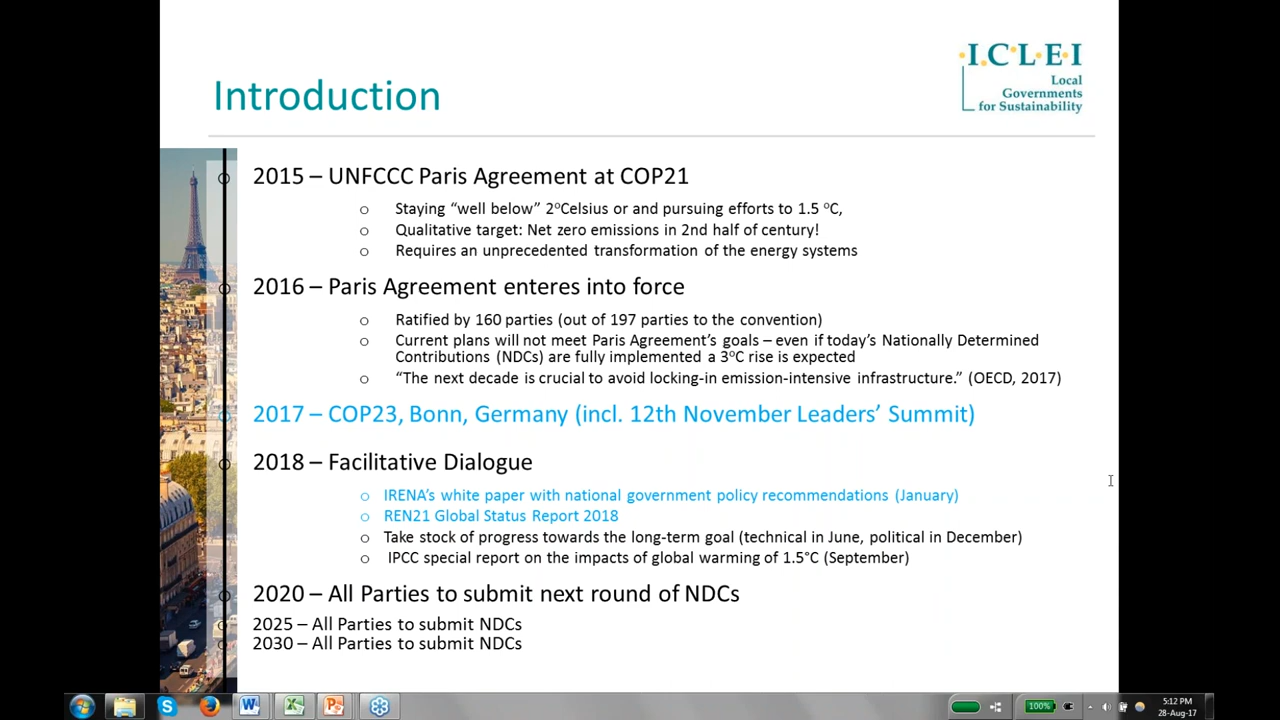 ·I.C·L·E·I
Local
Governments
for Sustainability
Introduction
2015 – UNFCCC Paris Agreement at COP21
o Staying “well below” 2ºCelsius or and pursuing efforts to 1.5 ºC,
o Qualitative target: Net zero emissions in 2nd half of century!
o Requires an unprecedented transformation of the energy systems
2016 – Paris Agreement enteres into force
o Ratified by 160 parties (out of 197 parties to the convention)
o Current plans will not meet Paris Agreement’s goals – even if today’s Nationally Determined
Contributions (NDCs) are fully implemented a 3ºC rise is expected
o “The next decade is crucial to avoid locking-in emission-intensive infrastructure.” (OECD, 2017)
2017 – COP23, Bonn, Germany (incl. 12th November Leaders’ Summit)
2018 – Facilitative Dialogue
o IRENA’s white paper with national government policy recommendations (January)
o REN21 Global Status Report 2018
o Take stock of progress towards the long-term goal (technical in June, political in December)
o IPCC special report on the impacts of global warming of 1.5°C (September)
2020 – All Parties to submit next round of NDCs
2025 – All Parties to submit NDCs
2030 – All Parties to submit NDCs
100%
5:12 PM
28-Aug-17